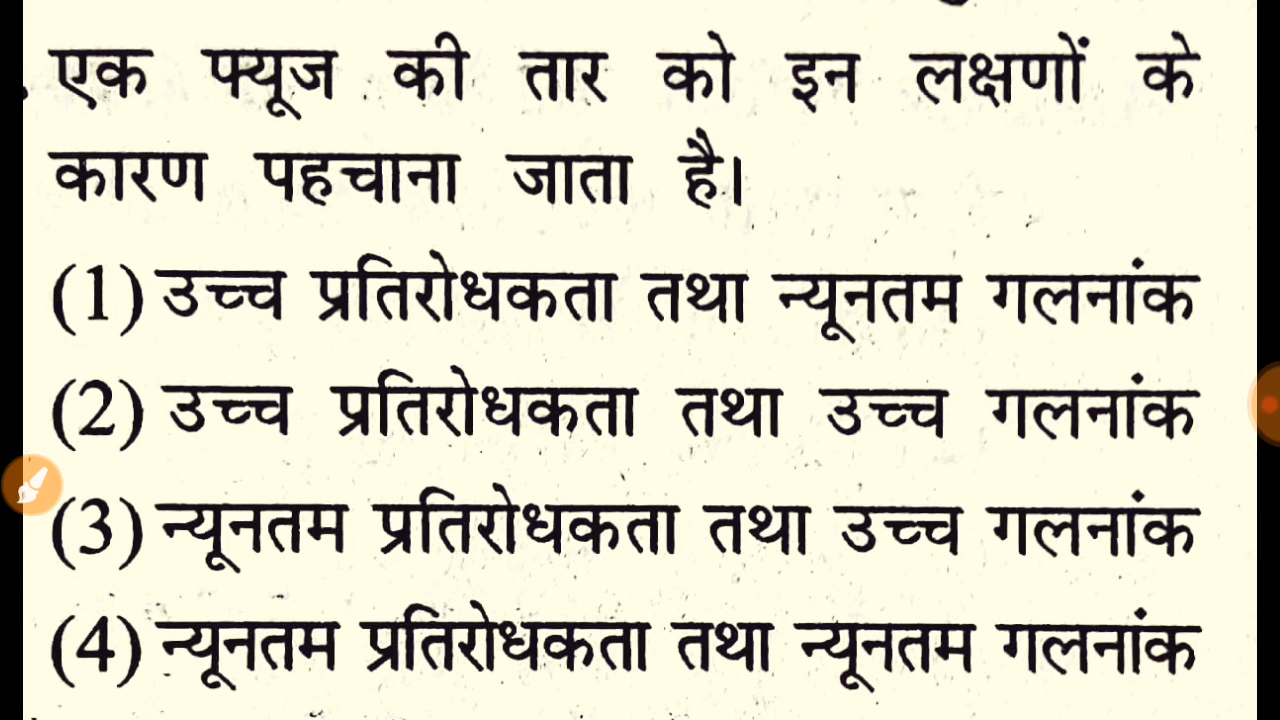 एक फ्यूज की तार को इन लक्षणों के
कारण पहचाना जाता है।
(1) उच्च प्रतिरोधकता तथा न्यूनतम गलनांक
(2) उच्च प्रतिरोधकता तथा उच्च गलनांक
(3) न्यूनतम प्रतिरोधकता तथा उच्च गलनांक
(4) न्यूनतम प्रतिरोधकता तथा न्यूनतम गलनांक